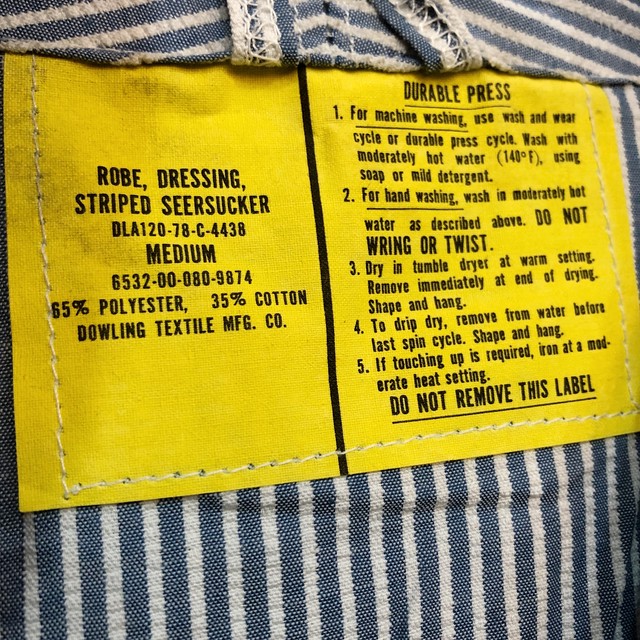 ROBE, DRESSING,
STRIPED SEERSUCKER
DLA120-78-C-4438
MEDIUM
6532-00-080-9874
65% POLYESTER, 35% COTTON
DOWLING TEXTILE MFG. CO.
DURABLE PRESS
1. For machine washing, use wash and wear
cycle or durable press cycle. Wash with
moderately hot water (140°F), using
soap or mild detergent.
2. For hand washing, wash in moderately hot
water as described above. DO NOT
WRING OR TWIST.
3. Dry in tumble dryer at warm setting.
Remove immediately at end of drying.
Shape and hang.
4. To drip dry, remove from water before
last spin cycle. Shape and hang.
5. If touching up is required, iron at a mod-
erate heat setting.
DO NOT REMOVE THIS LABEL